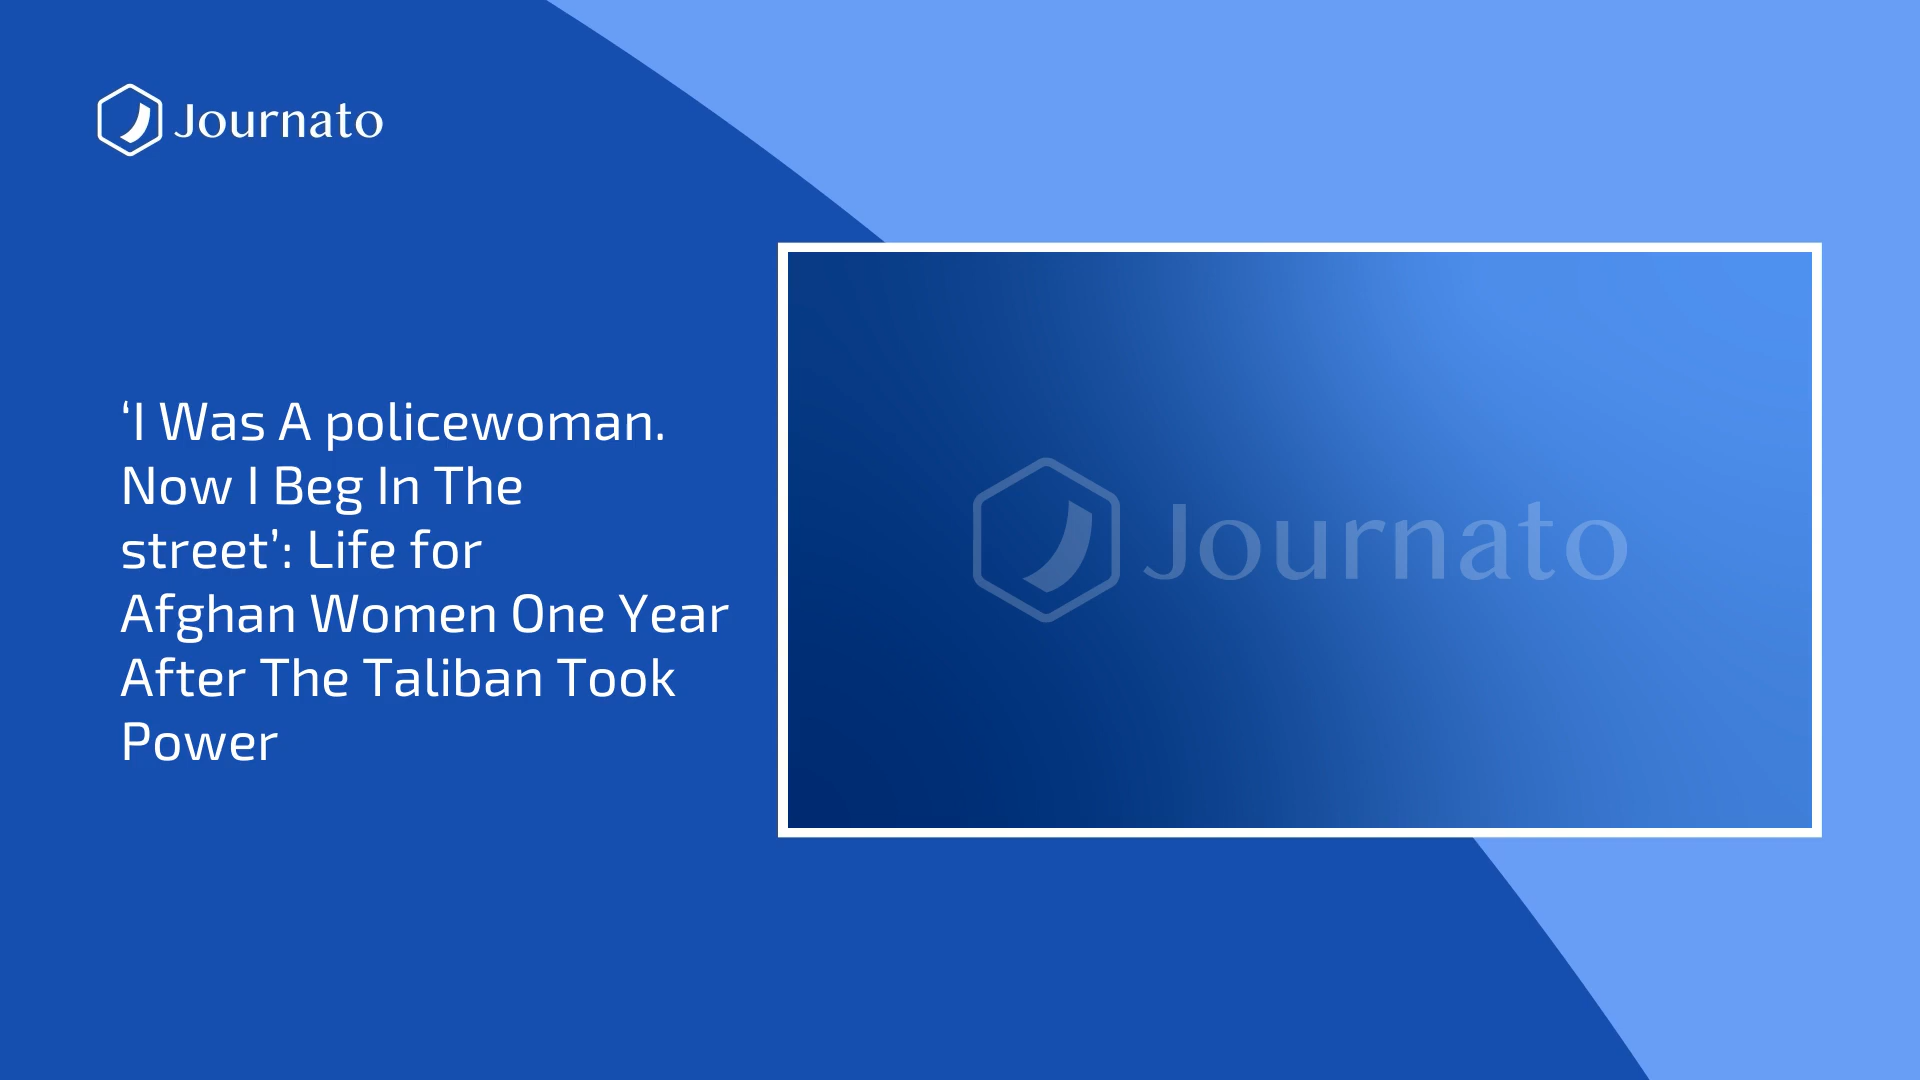 Journato
‘I Was A policewoman.
Now I Beg In The
street’: Life for
Afghan Women One Year
After The Taliban Took
Power
Journato